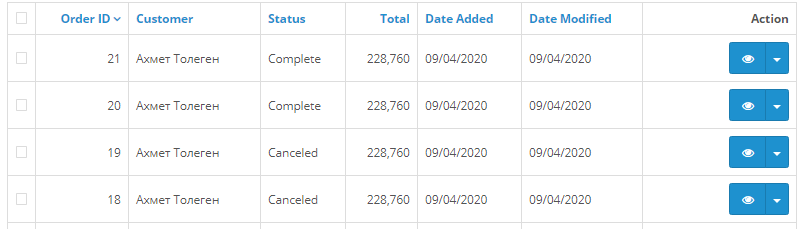 Order ID Customer Status Total Date Added Date Modified Action
21 Ахмет Толеген Complete 228,760 09/04/2020 09/04/2020
20 Ахмет Толеген Complete 228,760 09/04/2020 09/04/2020
19 Ахмет Толеген Canceled 228,760 09/04/2020 09/04/2020
18 Ахмет Толеген Canceled 228,760 09/04/2020 09/04/2020